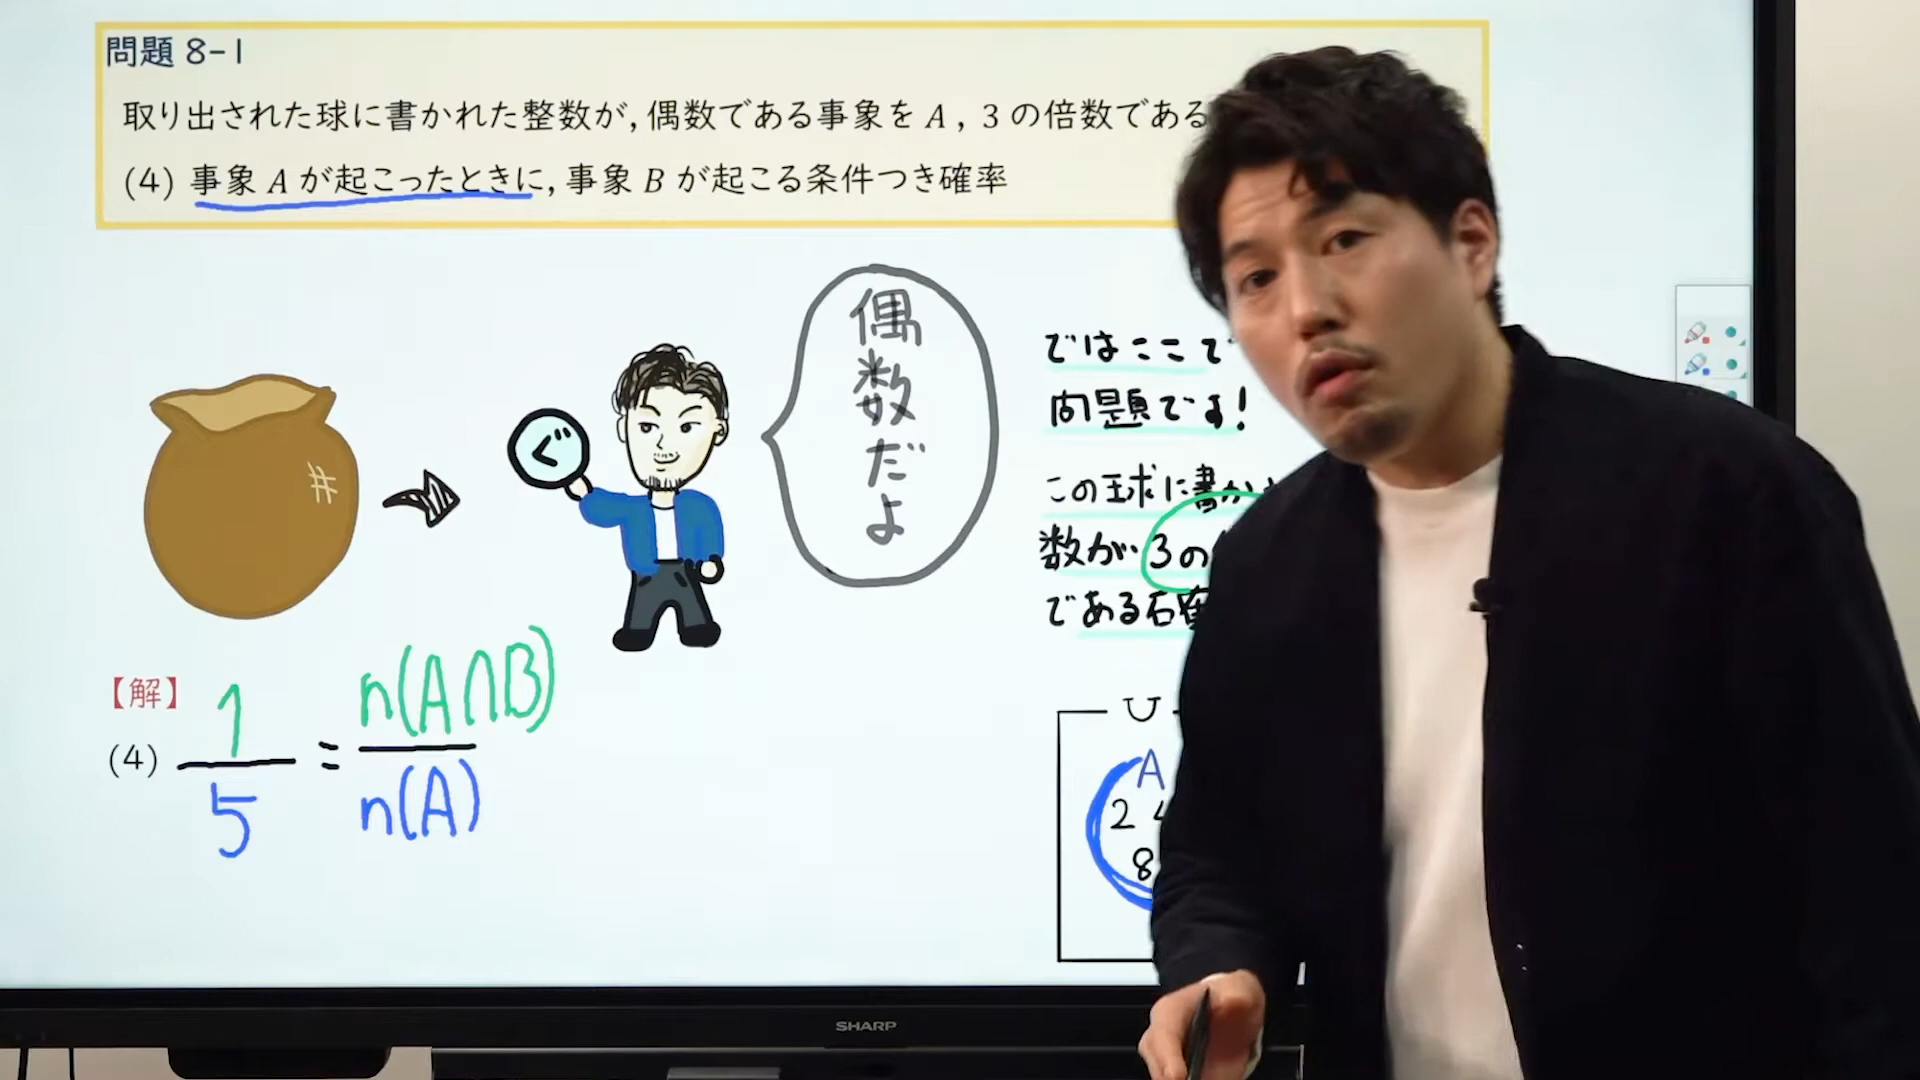 問題 8-1
取り出された球に書かれた整数が, 偶数である事象を A , 3 の倍数である
(4) 事象 A が起こったときに, 事象 B が起こる条件つき確率
偶数だよ
ぐ
ではここで
問題です!
この球に書か
数が 3の
である確
【解】
(4) 1/5 = n(A∩B)/n(A)
U
A
2 4
8
SHARP